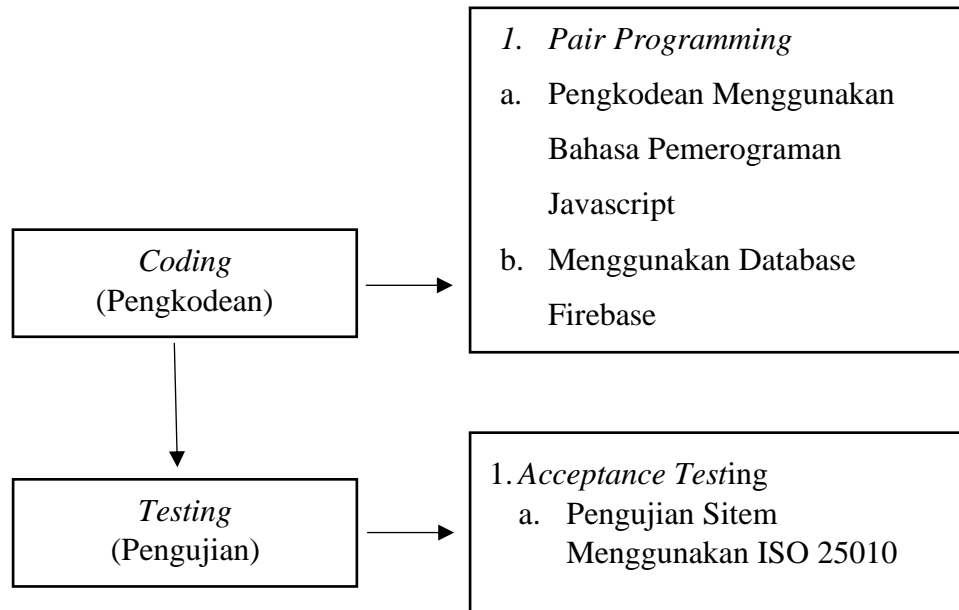 1. Pair Programming
a. Pengkodean Menggunakan
Bahasa Pemerograman
Javascript
b. Menggunakan Database
Firebase
Coding
(Pengkodean)
1. Acceptance Testing
a. Pengujian Sitem
Menggunakan ISO 25010
Testing
(Pengujian)